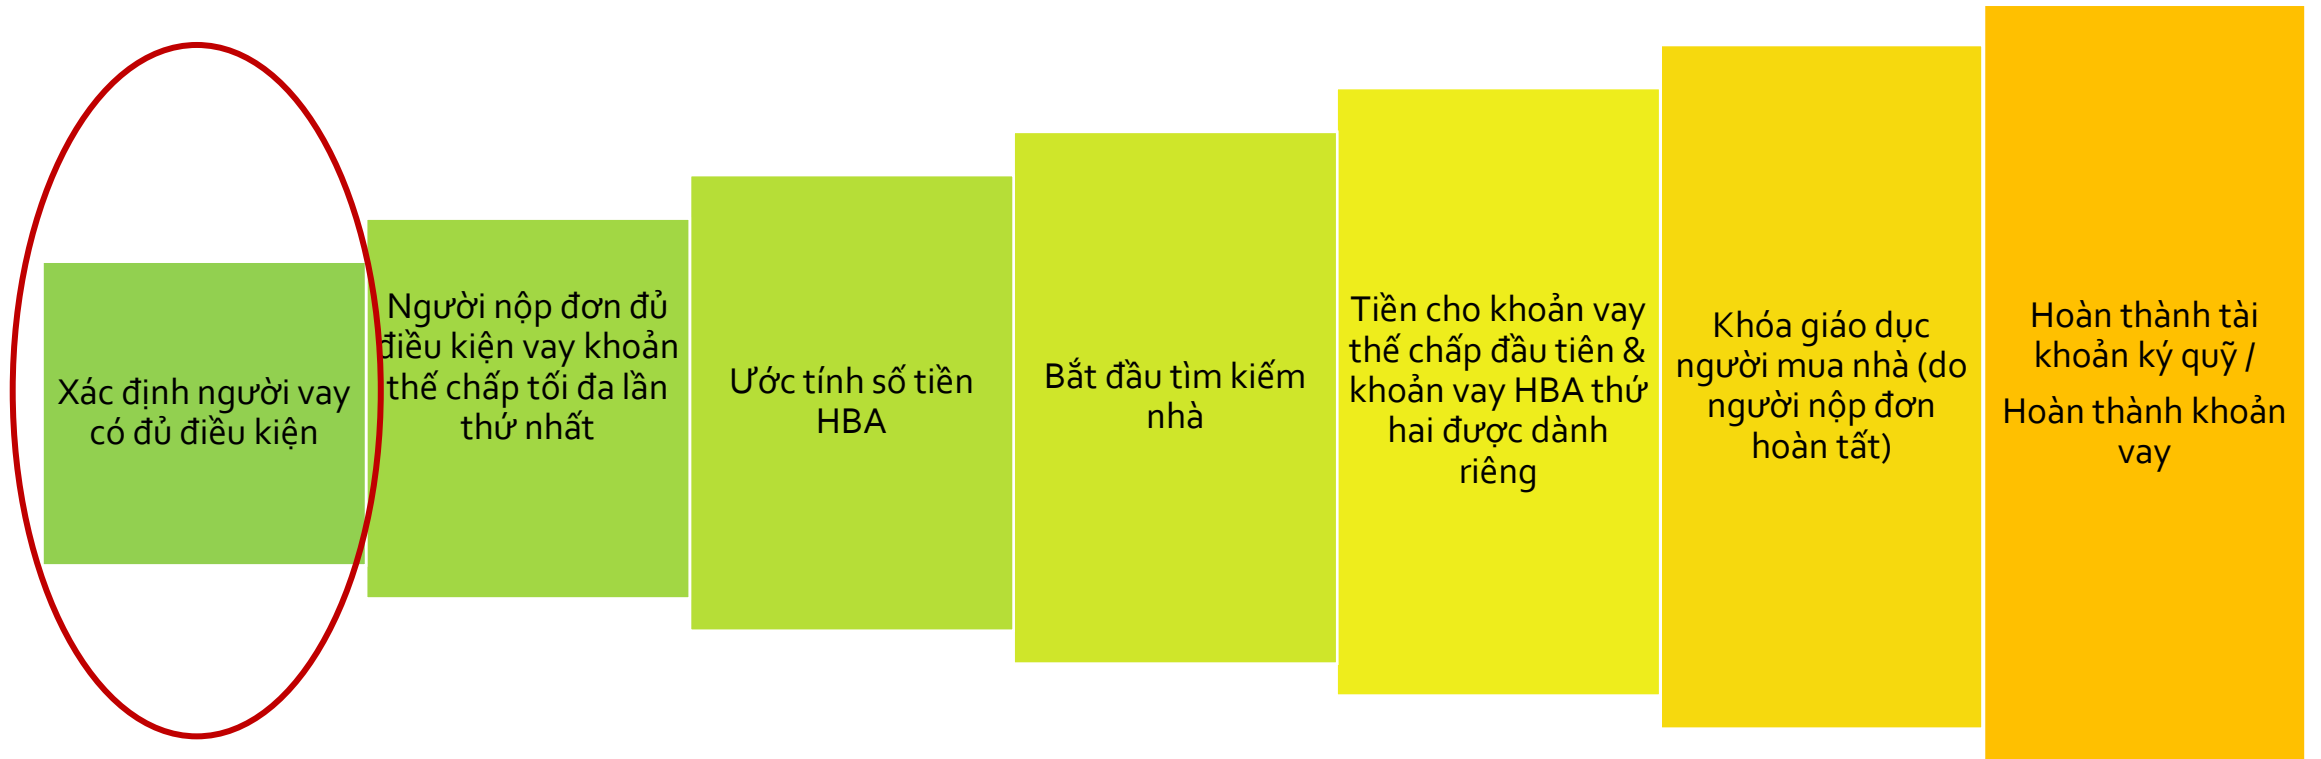 Xác định người vay
có đủ điều kiện
Người nộp đơn đủ
điều kiện vay khoản
thế chấp tối đa lần
thứ nhất
Ước tính số tiền
HBA
Bắt đầu tìm kiếm
nhà
Tiền cho khoản vay
thế chấp đầu tiên &
khoản vay HBA thứ
hai được dành
riêng
Khóa giáo dục
người mua nhà (do
người nộp đơn
hoàn tất)
Hoàn thành tài
khoản ký quỹ /
Hoàn thành khoản
vay